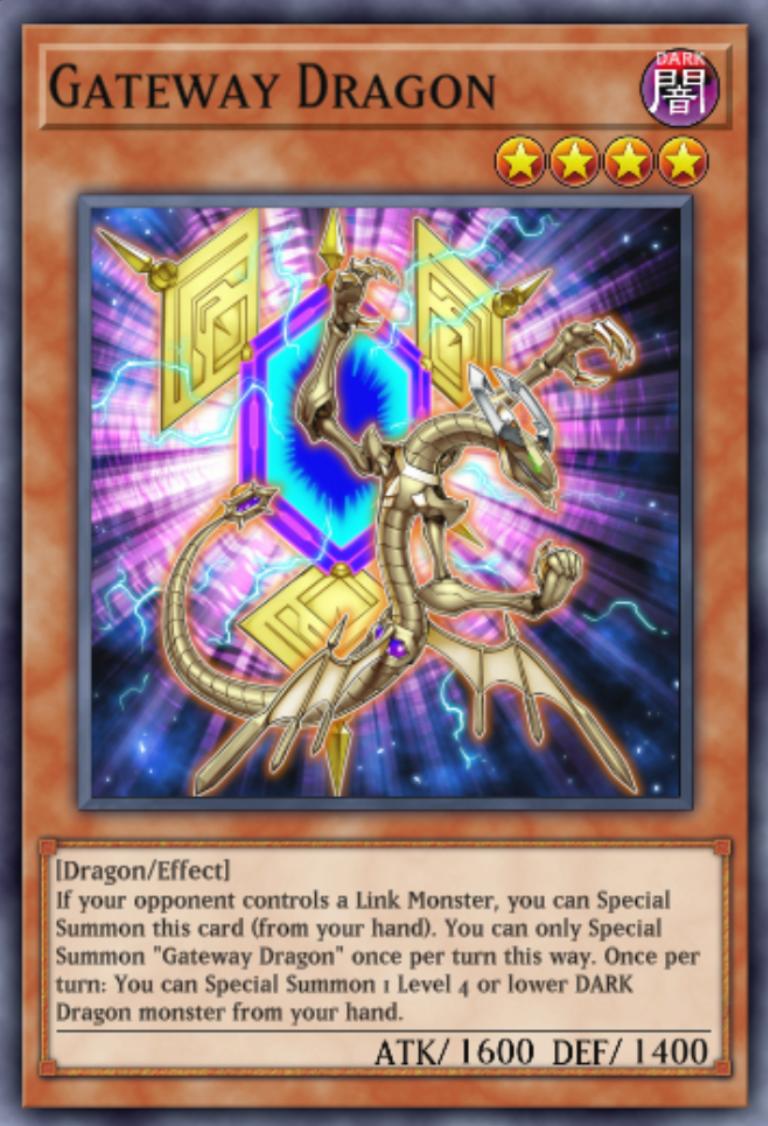 GATEWAY DRAGON
DARK
闇
[Dragon/Effect]
If your opponent controls a Link Monster, you can Special
Summon this card (from your hand). You can only Special
Summon "Gateway Dragon" once per turn this way. Once per
turn: You can Special Summon 1 Level 4 or lower DARK
Dragon monster from your hand.
ATK/ 1600 DEF/ 1400